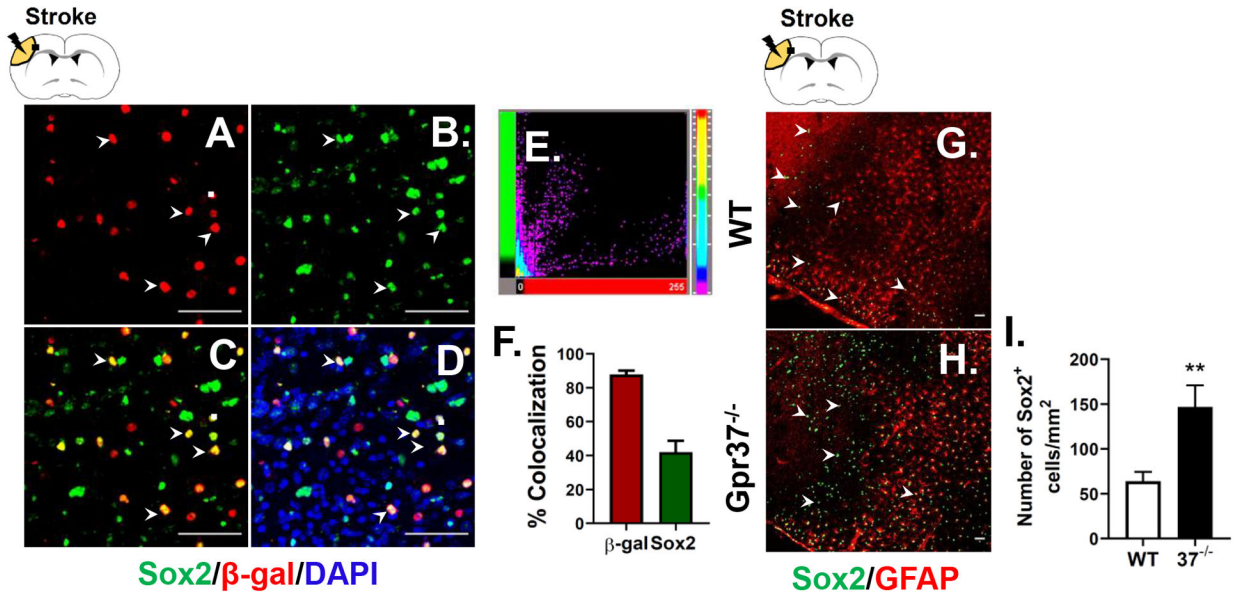 Stroke
A
B.
C
D.
Sox2/β-gal/DAPI
E.
0
255
F.
% Colocalization
100
80
60
40
20
0
β-gal
Sox2
Stroke
WT
G.
Gpr37-/-
H.
Sox2/GFAP
I.
Number of Sox2+
cells/mm2
200
150
100
50
0
**
WT
37-/-